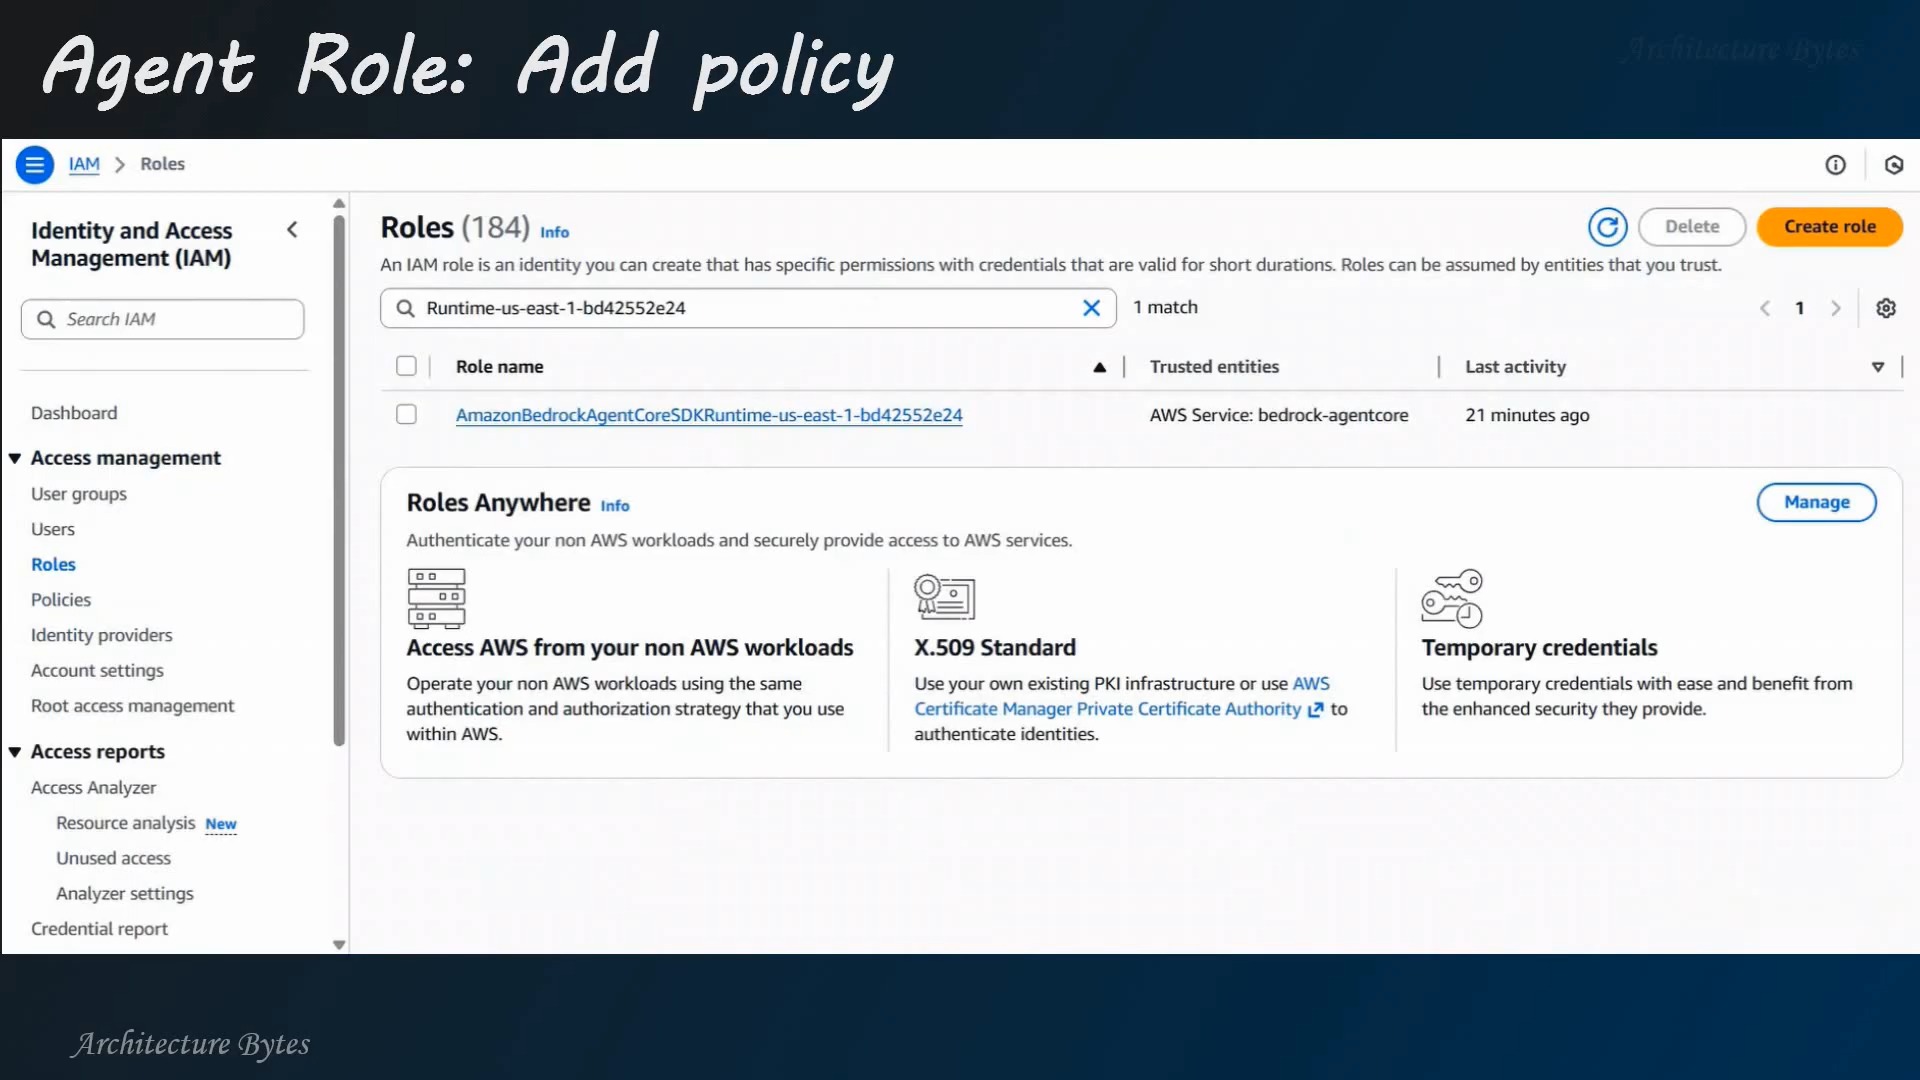 Agent Role: Add policy
Architecture Bytes
IAM > Roles
Identity and Access
Management (IAM)
Search IAM
Dashboard
Access management
User groups
Users
Roles
Policies
Identity providers
Account settings
Root access management
Access reports
Access Analyzer
Resource analysis New
Unused access
Analyzer settings
Credential report
Roles (184) Info
Delete
Create role
An IAM role is an identity you can create that has specific permissions with credentials that are valid for short durations. Roles can be assumed by entities that you trust.
Runtime-us-east-1-bd42552e24
1 match
1
Role name
Trusted entities
Last activity
AmazonBedrockAgentCoreSDKRuntime-us-east-1-bd42552e24
AWS Service: bedrock-agentcore
21 minutes ago
Roles Anywhere Info
Manage
Authenticate your non AWS workloads and securely provide access to AWS services.
Access AWS from your non AWS workloads
Operate your non AWS workloads using the same
authentication and authorization strategy that you use
within AWS.
X.509 Standard
Use your own existing PKI infrastructure or use AWS
Certificate Manager Private Certificate Authority to
authenticate identities.
Temporary credentials
Use temporary credentials with ease and benefit from
the enhanced security they provide.
Architecture Bytes